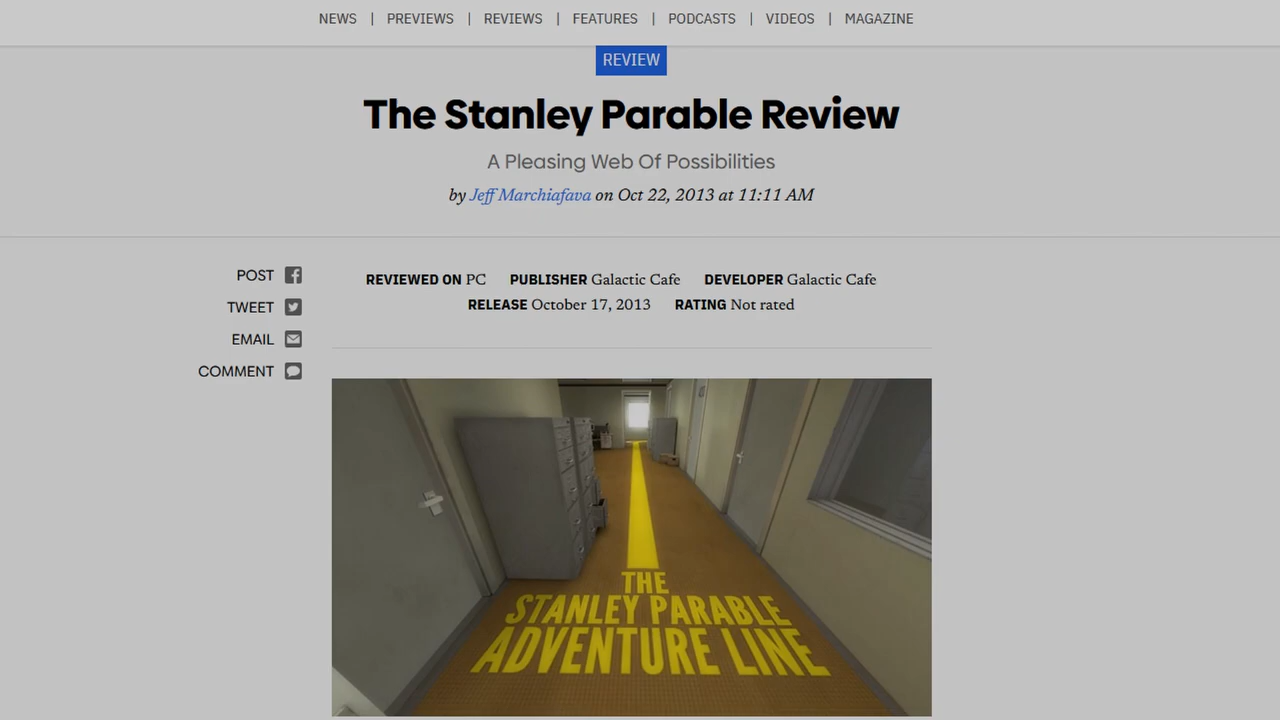 NEWS | PREVIEWS | REVIEWS | FEATURES | PODCASTS | VIDEOS | MAGAZINE
REVIEW
The Stanley Parable Review
A Pleasing Web Of Possibilities
by Jeff Marchiafava on Oct 22, 2013 at 11:11 AM
POST
TWEET
EMAIL
COMMENT
REVIEWED ON PC PUBLISHER Galactic Cafe DEVELOPER Galactic Cafe
RELEASE October 17, 2013 RATING Not rated
THE
STANLEY PARABLE
ADVENTURE LINE